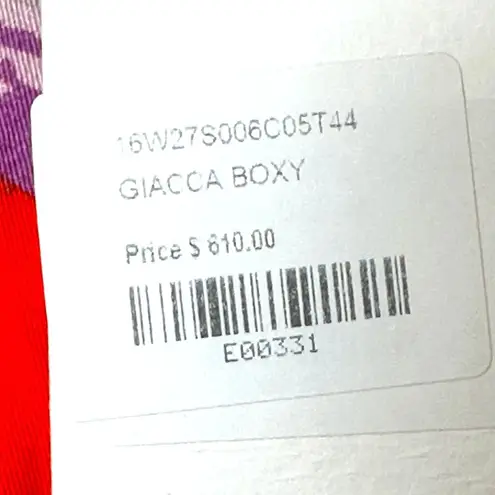 16W27S006C05T44
GIACCA BOXY
Price $ 610.00
E00331